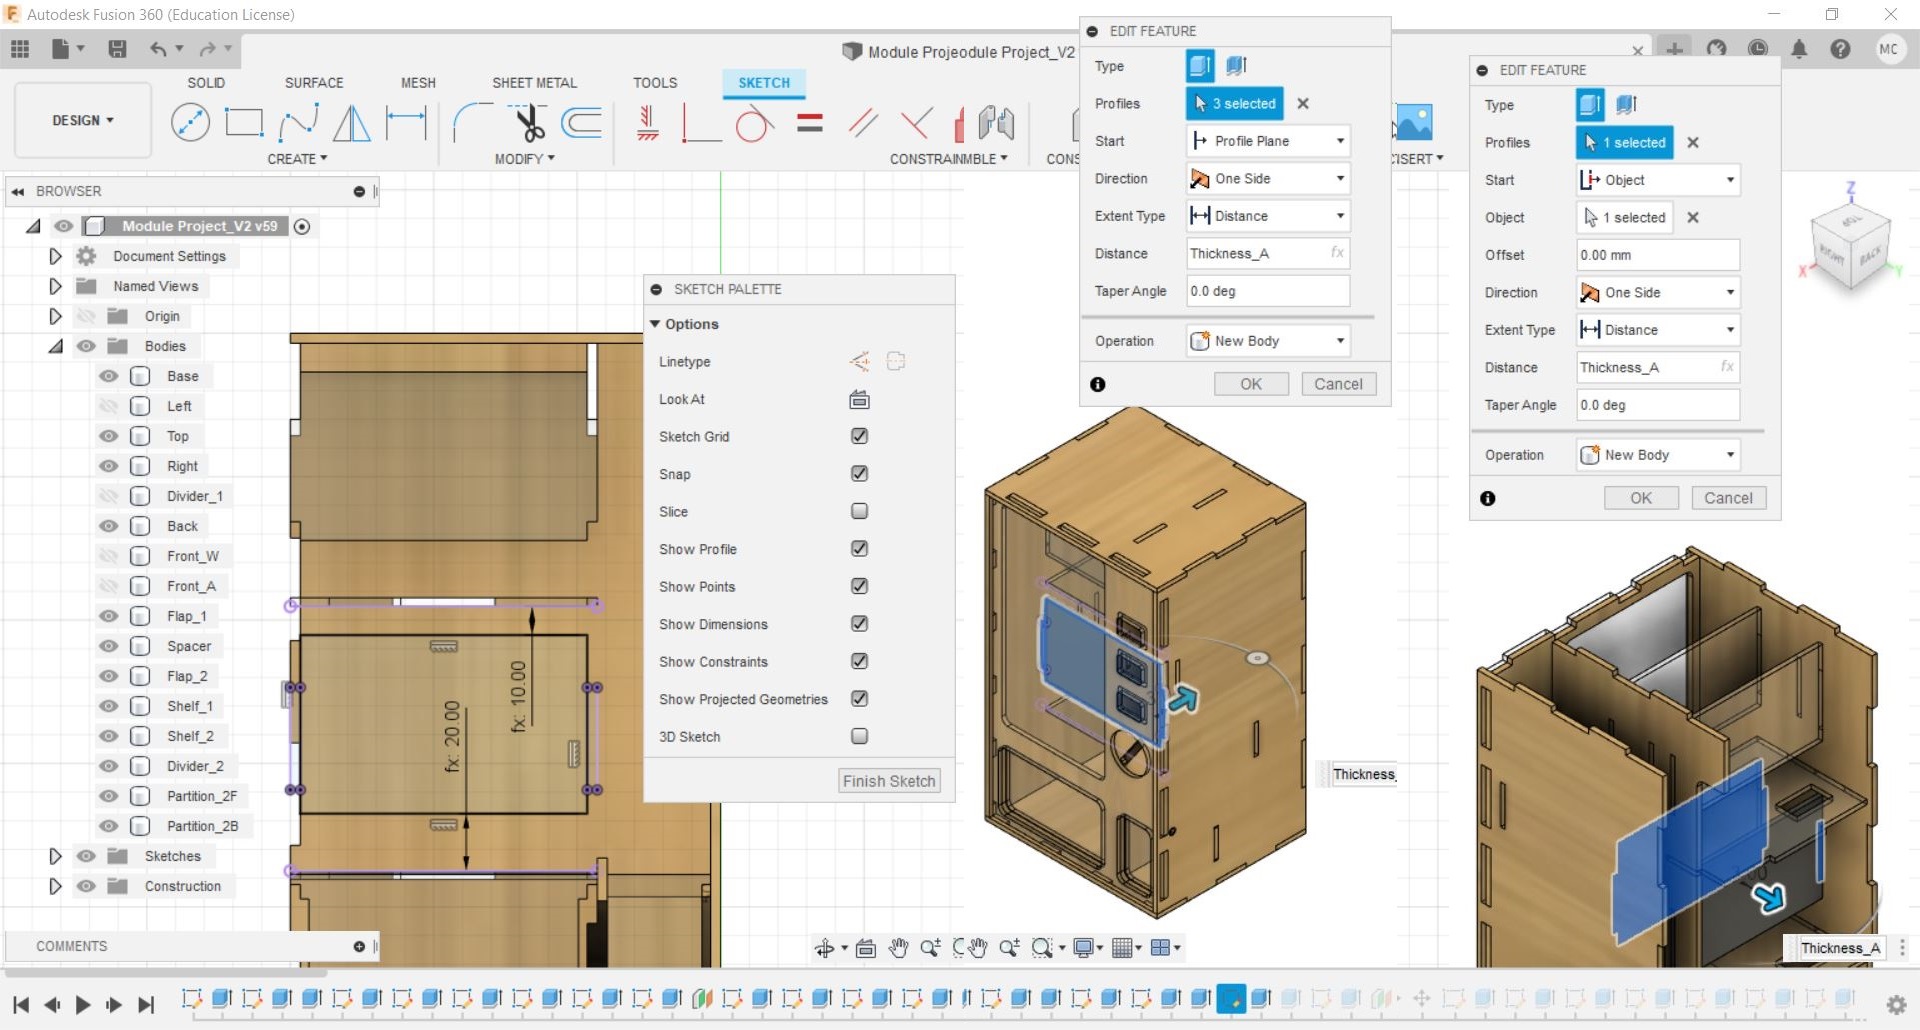 Autodesk Fusion 360 (Education License)
Module Projeodule Project_V2
MC
DESIGN
SOLID
SURFACE
MESH
SHEET METAL
TOOLS
SKETCH
CREATE
MODIFY
CONSTRAINMBLE
CONS
ISERT
BROWSER
Module Project_V2 v59
Document Settings
Named Views
Origin
Bodies
Base
Left
Top
Right
Divider_1
Back
Front_W
Front_A
Flap_1
Spacer
Flap_2
Shelf_1
Shelf_2
Divider_2
Partition_2F
Partition_2B
Sketches
Construction
COMMENTS
fx: 20.00
fx: 10.00
SKETCH PALETTE
Options
Linetype
Look At
Sketch Grid
Snap
Slice
Show Profile
Show Points
Show Dimensions
Show Constraints
Show Projected Geometries
3D Sketch
Finish Sketch
EDIT FEATURE
Type
Profiles 3 selected
Start Profile Plane
Direction One Side
Extent Type Distance
Distance Thickness_A fx
Taper Angle 0.0 deg
Operation New Body
OK Cancel
Thickness_
EDIT FEATURE
Type
Profiles 1 selected
Start Object
Object 1 selected
Offset 0.00 mm
Direction One Side
Extent Type Distance
Distance Thickness_A fx
Taper Angle 0.0 deg
Operation New Body
OK Cancel
Z
TOP
RIGHT
BACK
X
Y
Thickness_A